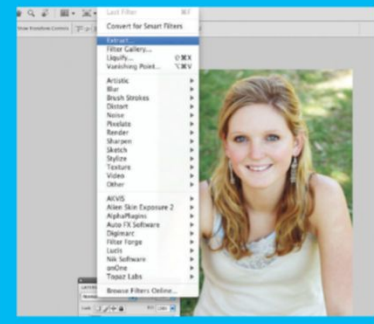 Last Filter ⌘F
Convert for Smart Filters
Extract...
Filter Gallery...
Liquify... ⇧⌘X
Vanishing Point... ⌥⌘V
Artistic
Blur
Brush Strokes
Distort
Noise
Pixelate
Render
Sharpen
Sketch
Stylize
Texture
Video
Other
AKVIS
Alien Skin Exposure 2
AlphaPlugins
Auto FX Software
Digimarc
Filter Forge
Lucis
Nik Software
onOne
Topaz Labs
Browse Filters Online...